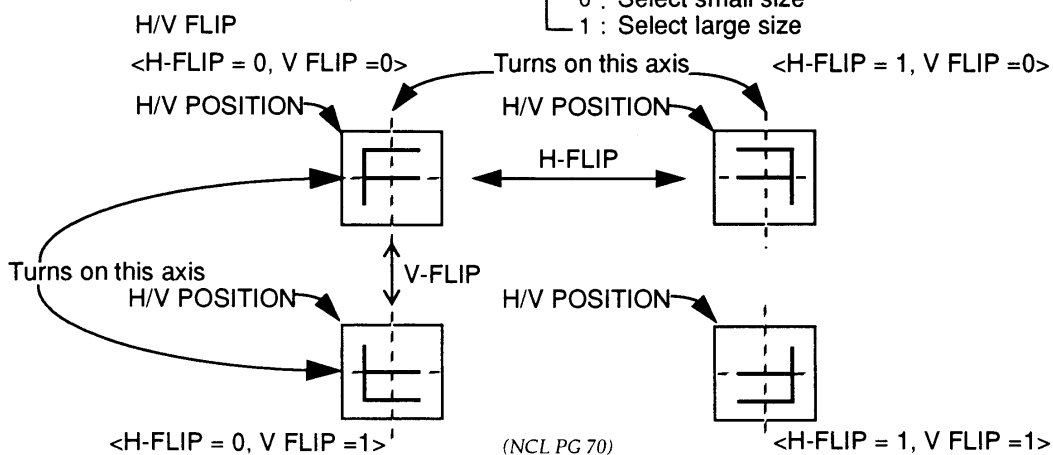 0 : Select small size
1 : Select large size
H/V FLIP
<H-FLIP = 0, V FLIP =0>
Turns on this axis
<H-FLIP = 1, V FLIP =0>
H/V POSITION
H/V POSITION
H-FLIP
Turns on this axis
V-FLIP
H/V POSITION
H/V POSITION
<H-FLIP = 0, V FLIP =1>
(NCL PG 70)
<H-FLIP = 1, V FLIP =1>